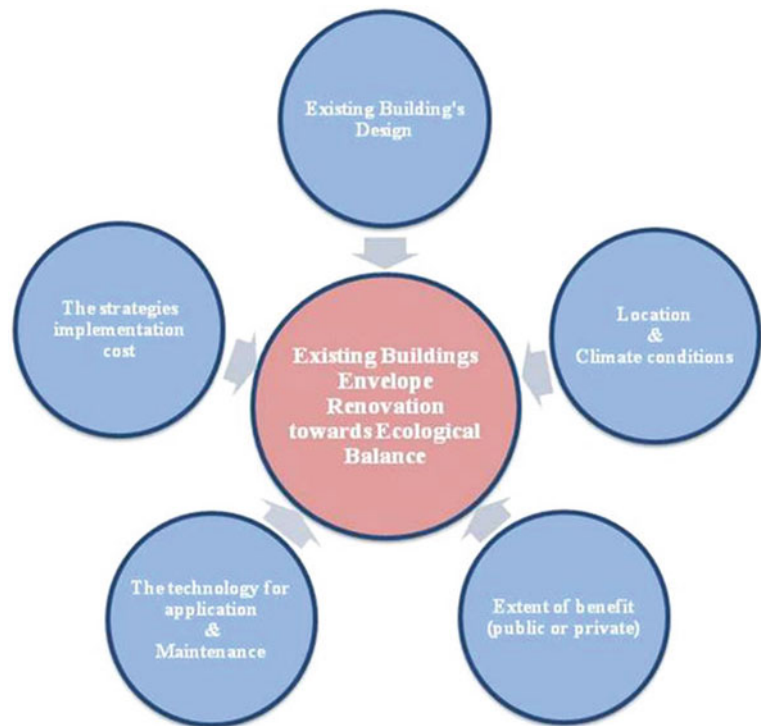 Existing Building's
Design
The strategies
implementation
cost
Location
&
Climate conditions
Existing Buildings
Envelope
Renovation
towards Ecological
Balance
The technology for
application
&
Maintenance
Extent of benefit
(public or private)